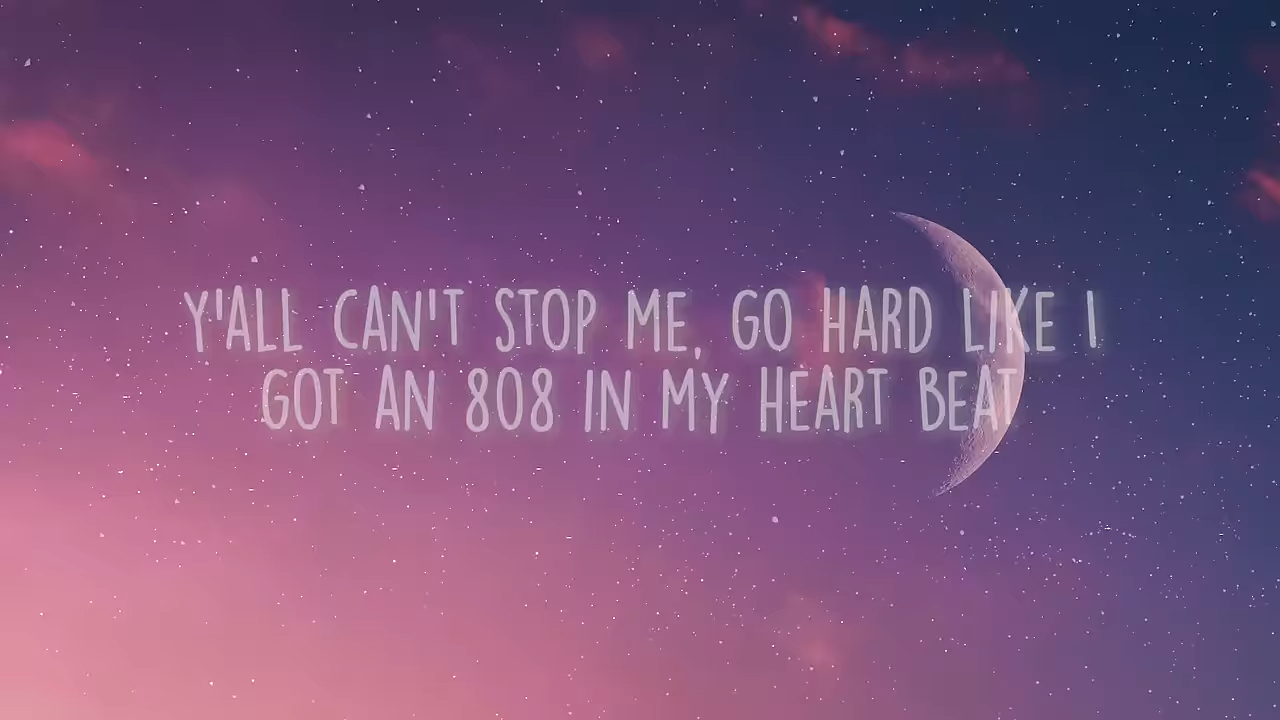 Y'ALL CAN'T STOP ME, GO HARD LIKE I
GOT AN 808 IN MY HEART BEAT